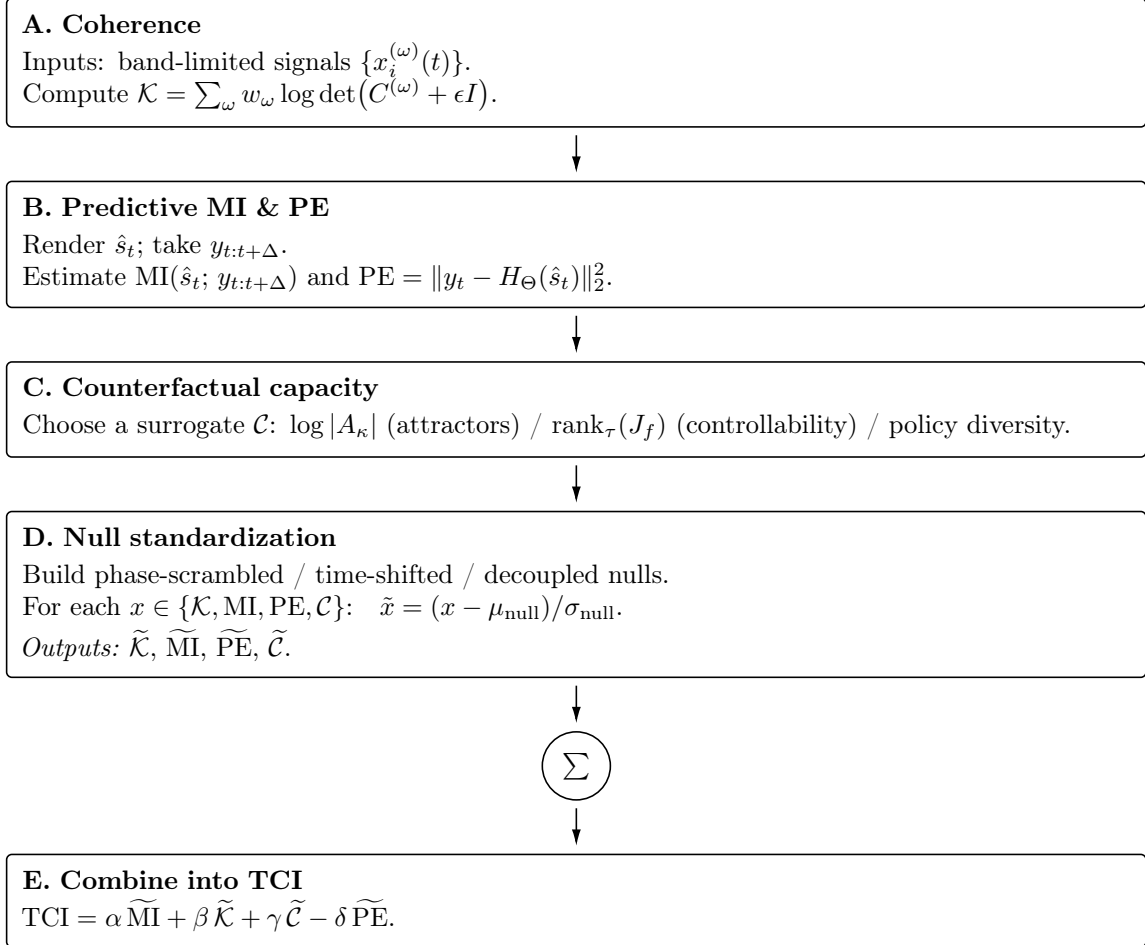 A. Coherence
Inputs: band-limited signals {x_i^{(ω)}(t)}.
Compute 𝒦 = ∑_ω w_ω log det(C^{(ω)} + ϵI).
B. Predictive MI & PE
Render ŝ_t; take y_{t:t+Δ}.
Estimate MI(ŝ_t; y_{t:t+Δ}) and PE = ‖y_t − H_Θ(ŝ_t)‖_2^2.
C. Counterfactual capacity
Choose a surrogate 𝒞: log |A_κ| (attractors) / rank_τ(J_f) (controllability) / policy diversity.
D. Null standardization
Build phase-scrambled / time-shifted / decoupled nulls.
For each x ∈ {𝒦, MI, PE, 𝒞}: x̃ = (x − μ_null)/σ_null.
Outputs: 𝒦̃, M͠I, P͠E, 𝒞̃.
∑
E. Combine into TCI
TCI = α M͠I + β 𝒦̃ + γ 𝒞̃ − δ P͠E.